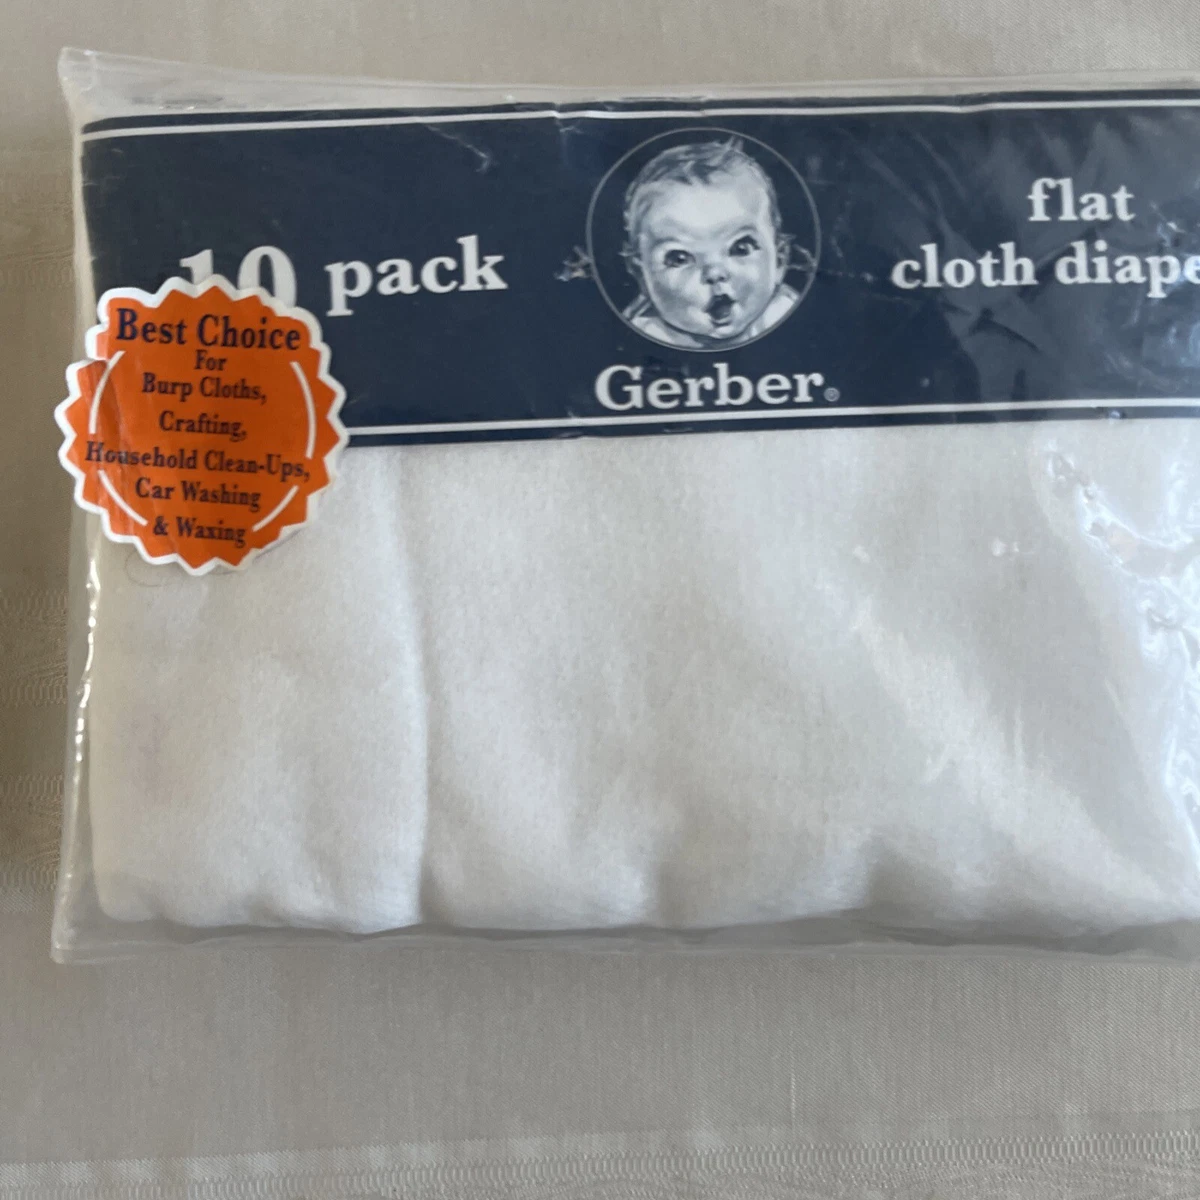 10 pack
flat
cloth diape
Gerber®
Best Choice
For
Burp Cloths,
Crafting,
Household Clean-Ups,
Car Washing
& Waxing